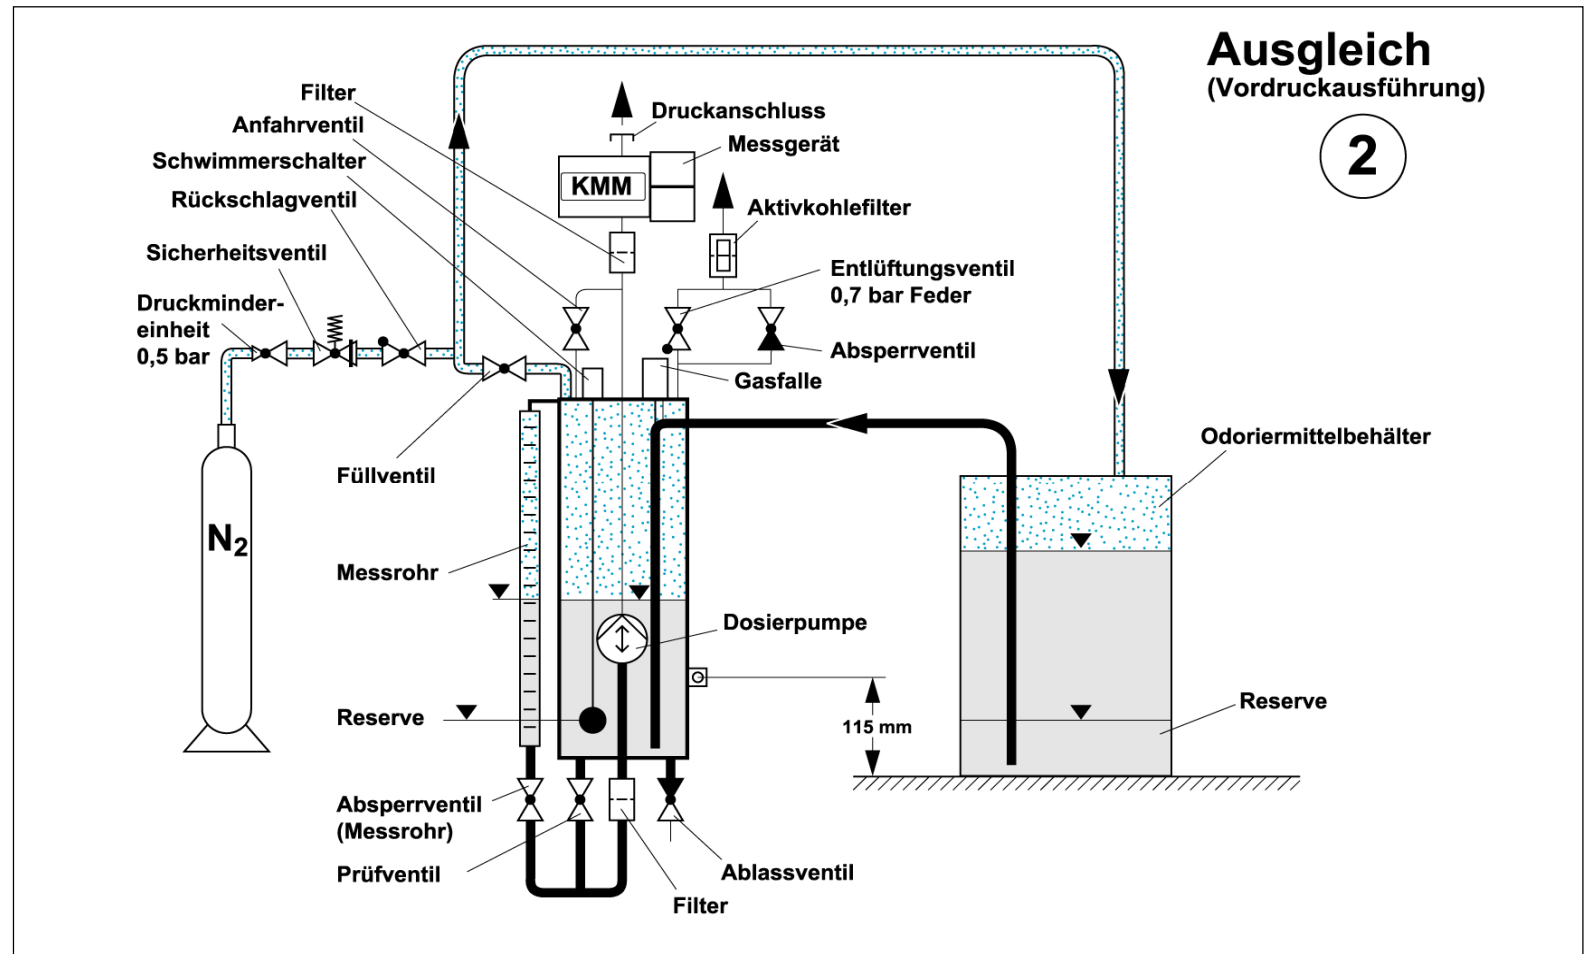 Ausgleich
(Vordruckausführung)
2
Filter
Anfahrventil
Schwimmerschalter
Rückschlagventil
Sicherheitsventil
Druckminder-
einheit
0,5 bar
Druckanschluss
Messgerät
KMM
Aktivkohlefilter
Entlüftungsventil
0,7 bar Feder
Absperrventil
Gasfalle
Odoriermittelbehälter
Füllventil
N2
Messrohr
Dosierpumpe
Reserve
115 mm
Reserve
Absperrventil
(Messrohr)
Prüfventil
Ablassventil
Filter